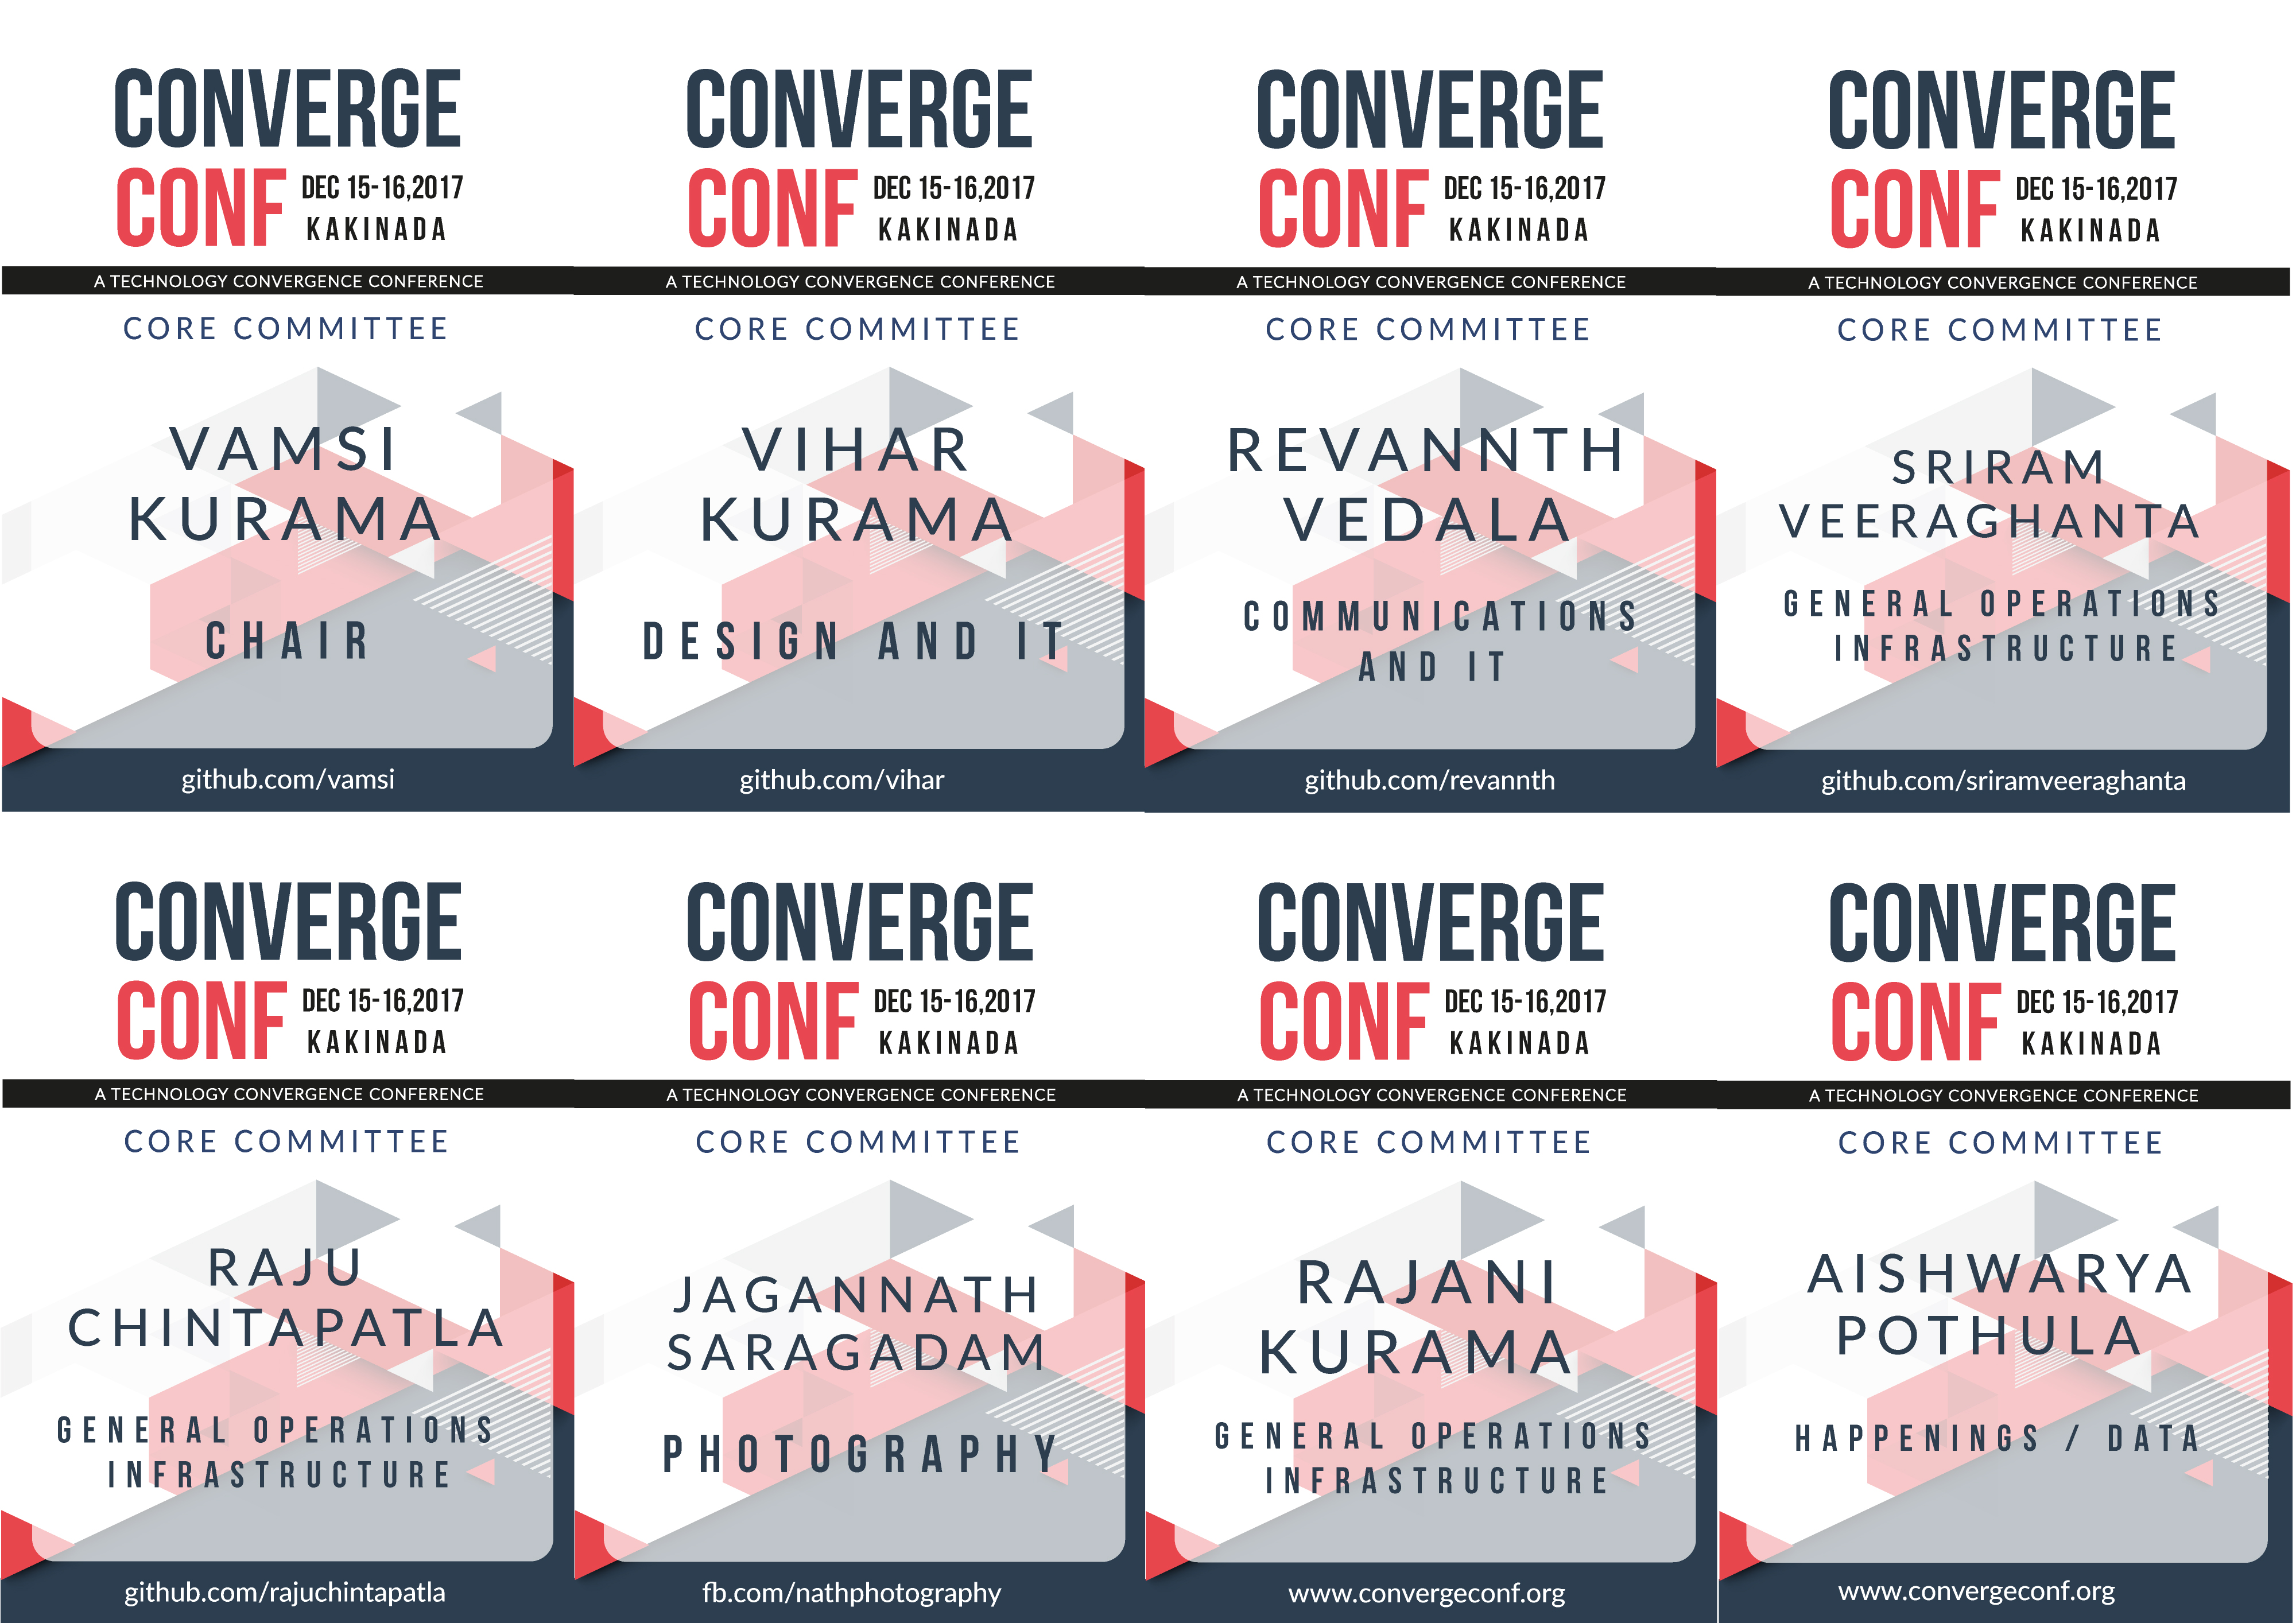 CONVERGE
CONF DEC 15-16,2017
KAKINADA
A TECHNOLOGY CONVERGENCE CONFERENCE
CORE COMMITTEE
VAMSI
KURAMA
CHAIR
github.com/vamsi
CONVERGE
CONF DEC 15-16,2017
KAKINADA
A TECHNOLOGY CONVERGENCE CONFERENCE
CORE COMMITTEE
VIHAR
KURAMA
DESIGN AND IT
github.com/vihar
CONVERGE
CONF DEC 15-16,2017
KAKINADA
A TECHNOLOGY CONVERGENCE CONFERENCE
CORE COMMITTEE
REVANNTH
VEDALA
COMMUNICATIONS
AND IT
github.com/revannth
CONVERGE
CONF DEC 15-16,2017
KAKINADA
A TECHNOLOGY CONVERGENCE CONFERENCE
CORE COMMITTEE
SRIRAM
VEERAGHANTA
GENERAL OPERATIONS
INFRASTRUCTURE
github.com/sriramveeraghanta
CONVERGE
CONF DEC 15-16,2017
KAKINADA
A TECHNOLOGY CONVERGENCE CONFERENCE
CORE COMMITTEE
RAJU
CHINTAPATLA
GENERAL OPERATIONS
INFRASTRUCTURE
github.com/rajuchintapatla
CONVERGE
CONF DEC 15-16,2017
KAKINADA
A TECHNOLOGY CONVERGENCE CONFERENCE
CORE COMMITTEE
JAGANNATH
SARAGADAM
PHOTOGRAPHY
fb.com/nathphotography
CONVERGE
CONF DEC 15-16,2017
KAKINADA
A TECHNOLOGY CONVERGENCE CONFERENCE
CORE COMMITTEE
RAJANI
KURAMA
GENERAL OPERATIONS
INFRASTRUCTURE
www.convergeconf.org
CONVERGE
CONF DEC 15-16,2017
KAKINADA
A TECHNOLOGY CONVERGENCE CONFERENCE
CORE COMMITTEE
AISHWARYA
POTHULA
HAPPENINGS / DATA
www.convergeconf.org